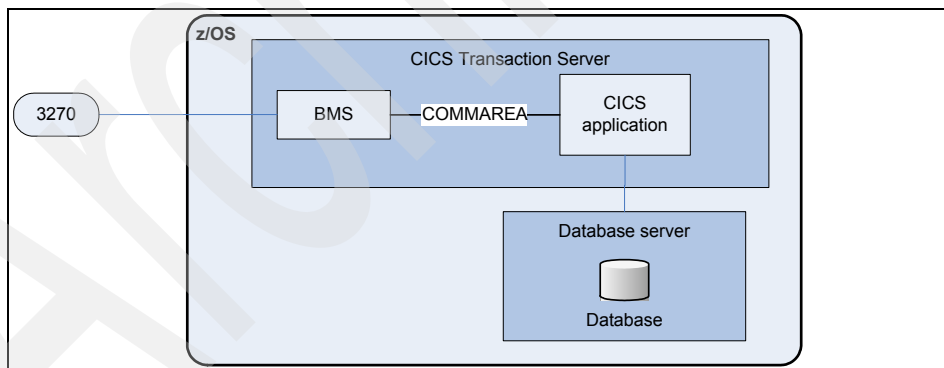 z/OS
CICS Transaction Server
3270
BMS
COMMAREA
CICS
application
Database server
Database